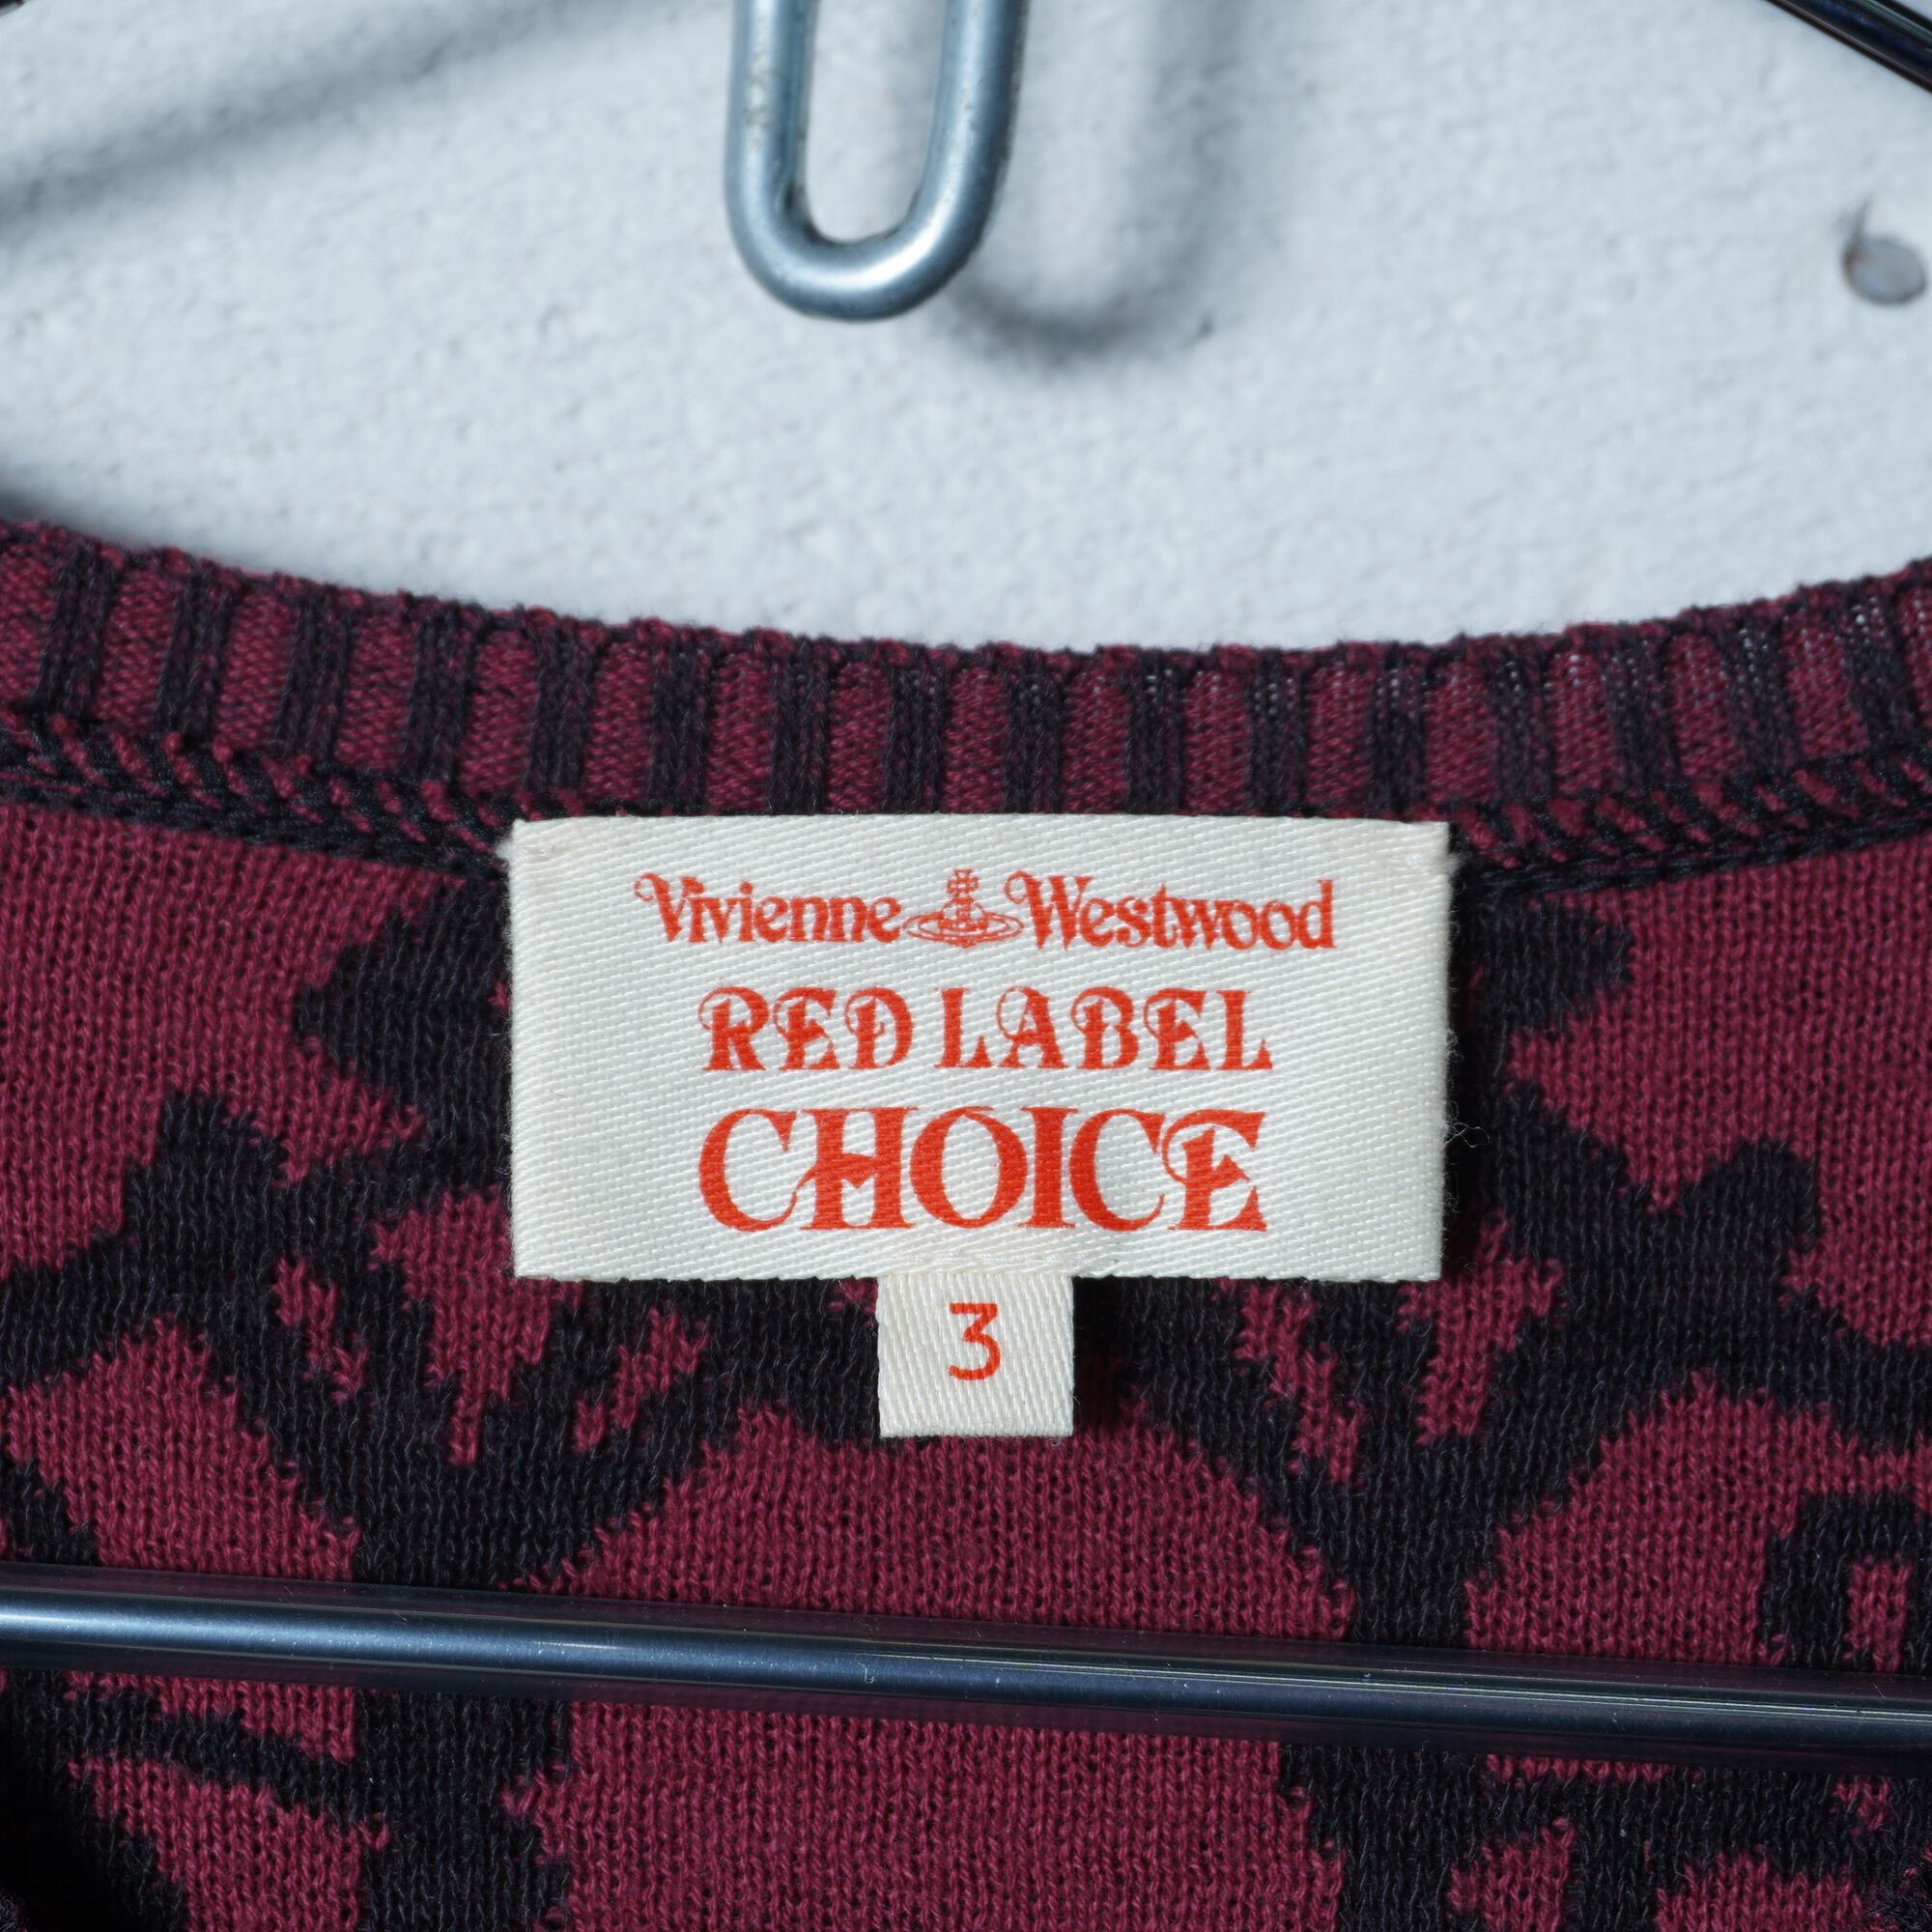 Vivienne Westwood
RED LABEL
CHOICE
3